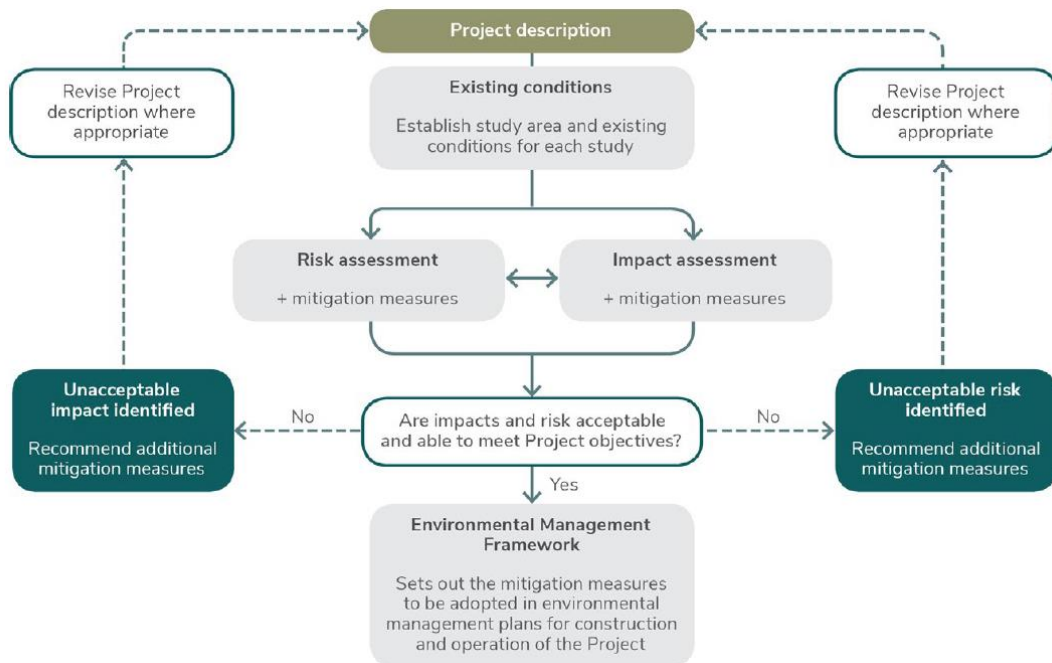 Project description
Revise Project
description where
appropriate
Existing conditions
Establish study area and existing
conditions for each study
Revise Project
description where
appropriate
Risk assessment
+ mitigation measures
Impact assessment
+ mitigation measures
Unacceptable
impact identified
Recommend additional
mitigation measures
No
Are impacts and risk acceptable
and able to meet Project objectives?
No
Unacceptable risk
identified
Recommend additional
mitigation measures
Yes
Environmental Management
Framework
Sets out the mitigation measures
to be adopted in environmental
management plans for construction
and operation of the Project